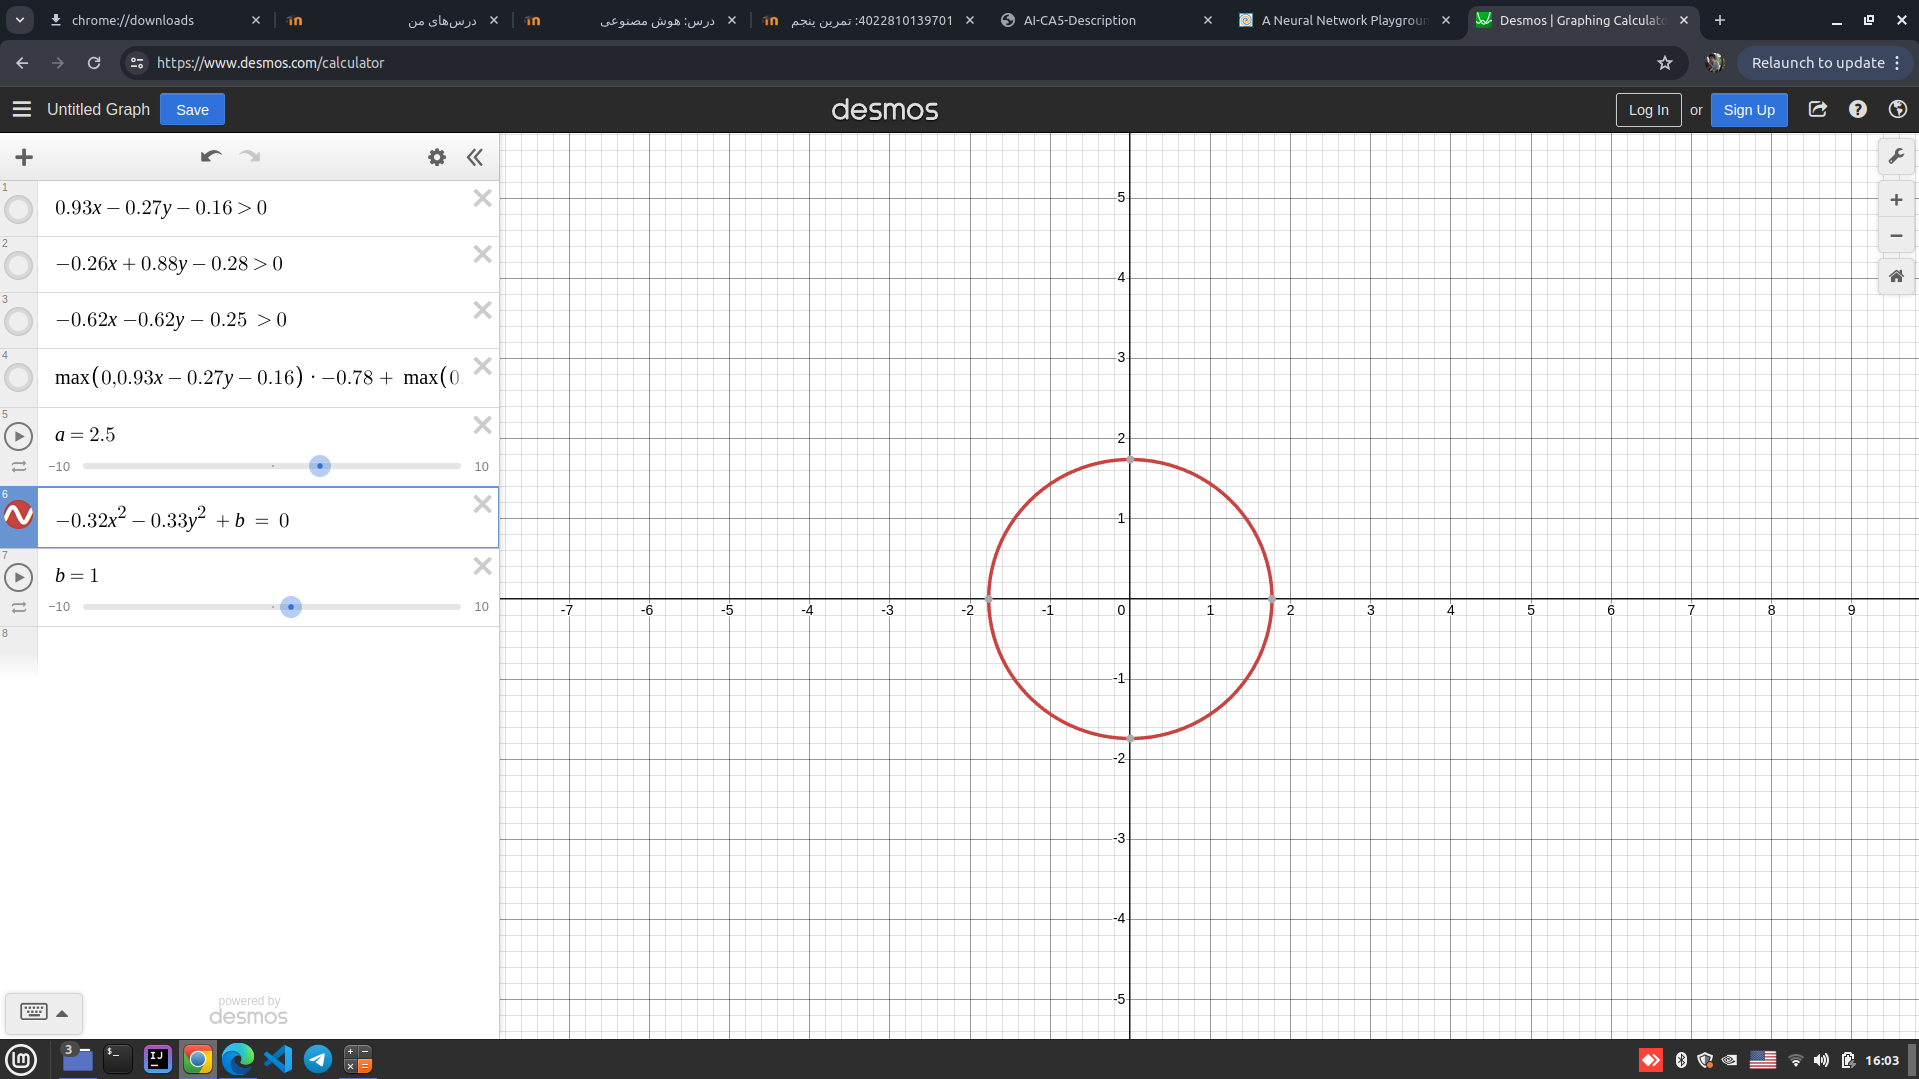 chrome://downloads
درس‌های من
درس: هوش مصنوعی
4022810139701: تمرین پنجم
AI-CA5-Description
A Neural Network Playgroun
Desmos | Graphing Calculato
https://www.desmos.com/calculator
Relaunch to update
Untitled Graph
Save
desmos
Log In
or
Sign Up
1
0.93x − 0.27y − 0.16 > 0
2
−0.26x + 0.88y − 0.28 > 0
3
−0.62x −0.62y − 0.25 > 0
4
max(0,0.93x − 0.27y − 0.16) · −0.78 + max(0.
5
a = 2.5
−10
10
6
−0.32x² − 0.33y² + b = 0
7
b = 1
−10
10
8
powered by
desmos
5
4
3
2
1
-7 -6 -5 -4 -3 -2 -1 0 1 2 3 4 5 6 7 8 9
-1
-2
-3
-4
-5
3
$_
IJ
16:03